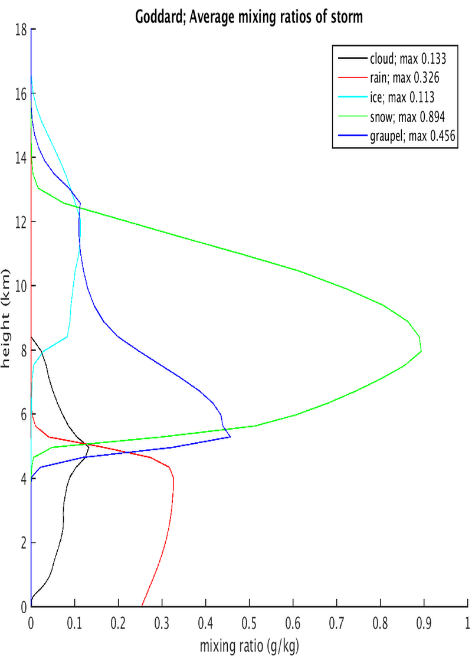 Goddard; Average mixing ratios of storm
18
16
14
12
10
8
6
4
2
0
height (km)
cloud; max 0.133
rain; max 0.326
ice; max 0.113
snow; max 0.894
graupel; max 0.456
0 0.1 0.2 0.3 0.4 0.5 0.6 0.7 0.8 0.9 1
mixing ratio (g/kg)